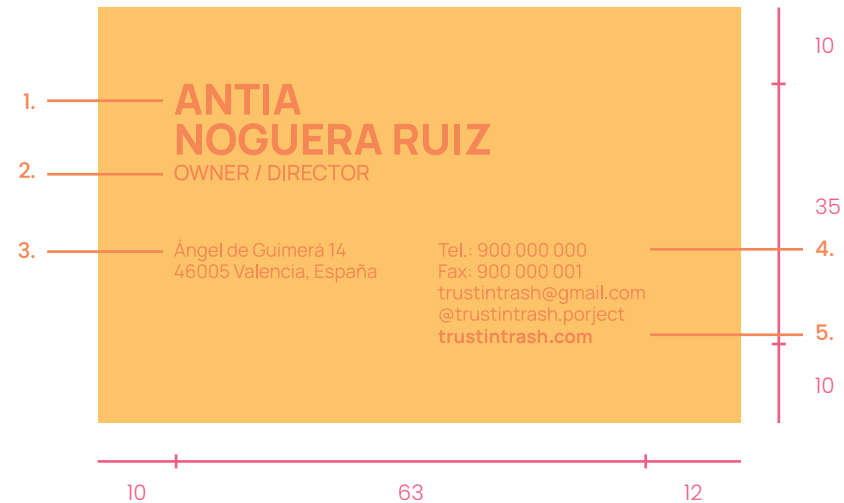 1.
ANTIA
NOGUERA RUIZ
2.
OWNER / DIRECTOR
3.
Ángel de Guimerá 14
46005 Valencia, España
Tel.: 900 000 000
Fax: 900 000 001
trustintrash@gmail.com
@trustintrash.porject
trustintrash.com
10
35
4.
5.
10
10
63
12